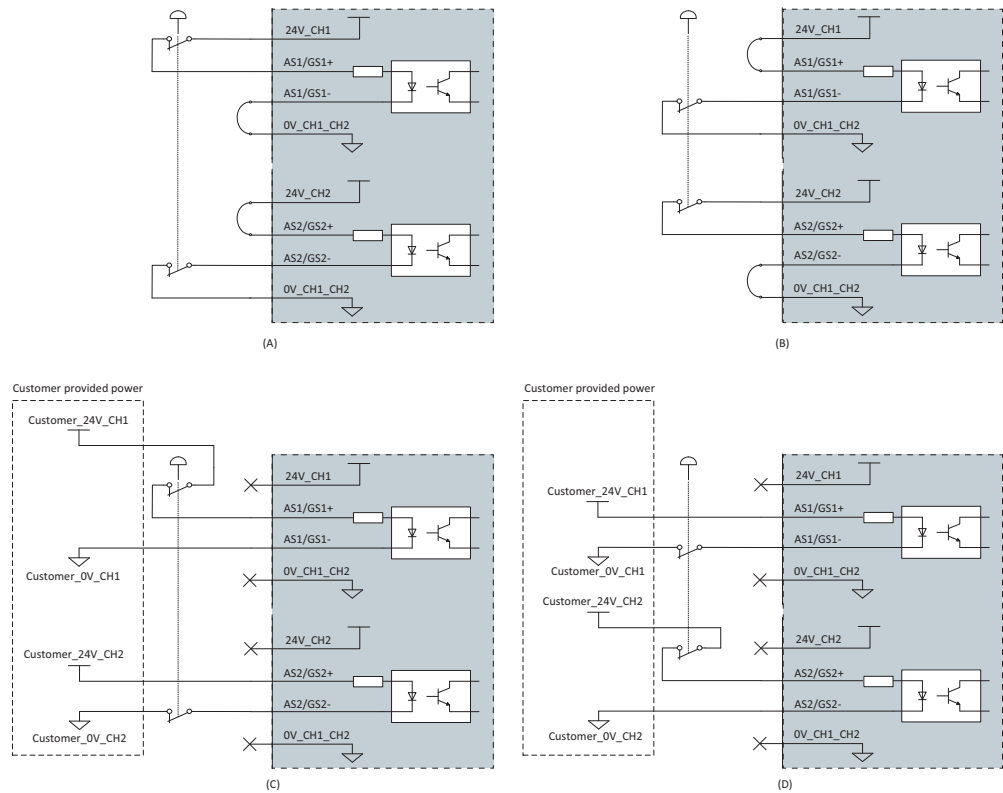 24V_CH1
AS1/GS1+
AS1/GS1-
0V_CH1_CH2
24V_CH2
AS2/GS2+
AS2/GS2-
0V_CH1_CH2
(A)
24V_CH1
AS1/GS1+
AS1/GS1-
0V_CH1_CH2
24V_CH2
AS2/GS2+
AS2/GS2-
0V_CH1_CH2
(B)
Customer provided power
Customer_24V_CH1
24V_CH1
AS1/GS1+
AS1/GS1-
Customer_0V_CH1
0V_CH1_CH2
24V_CH2
Customer_24V_CH2
AS2/GS2+
AS2/GS2-
Customer_0V_CH2
0V_CH1_CH2
(C)
Customer provided power
24V_CH1
Customer_24V_CH1
AS1/GS1+
AS1/GS1-
Customer_0V_CH1
0V_CH1_CH2
Customer_24V_CH2
24V_CH2
AS2/GS2+
AS2/GS2-
Customer_0V_CH2
0V_CH1_CH2
(D)